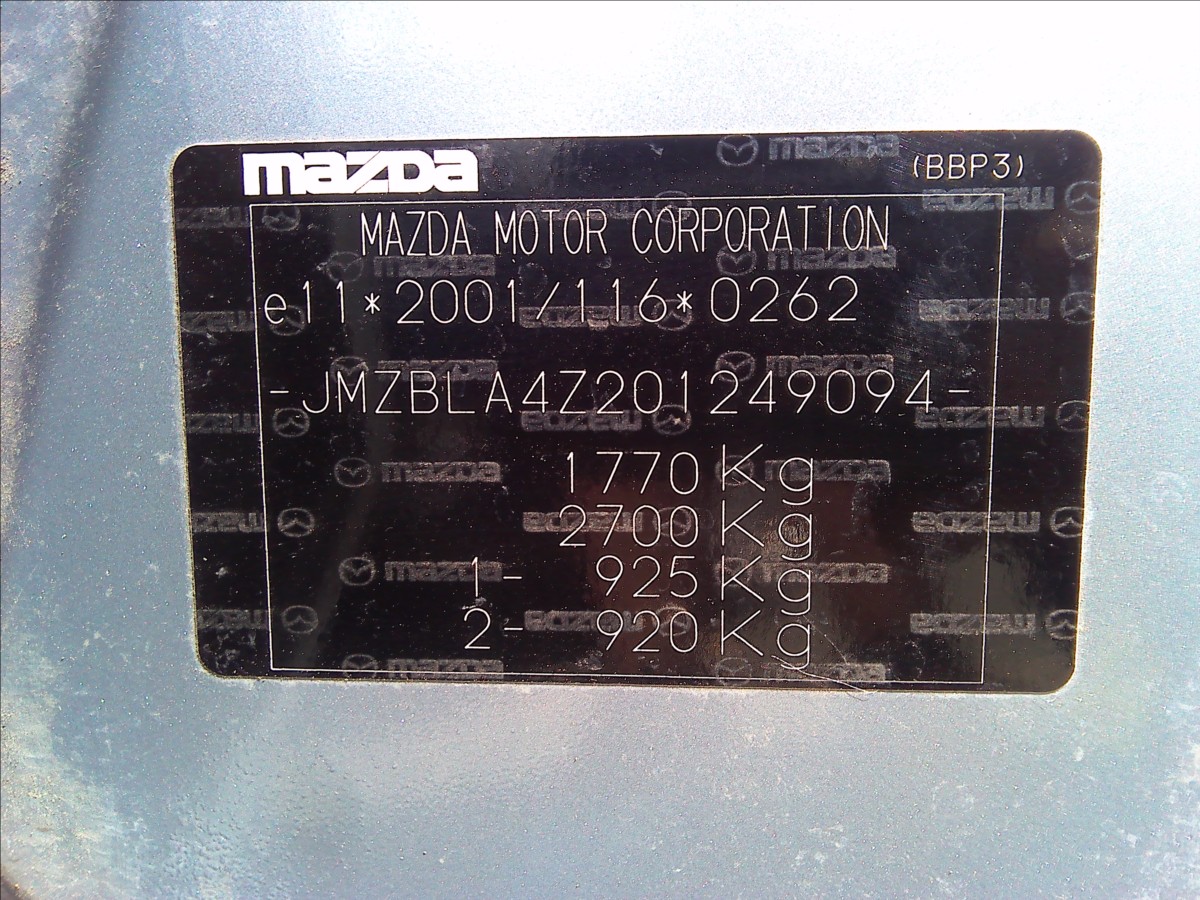 mazda (BBP3)
MAZDA MOTOR CORPORATION
e11*2001/116*0262
-JMZBLA4Z201249094-
1770 Kg
2700 Kg
1- 925 Kg
2- 920 Kg